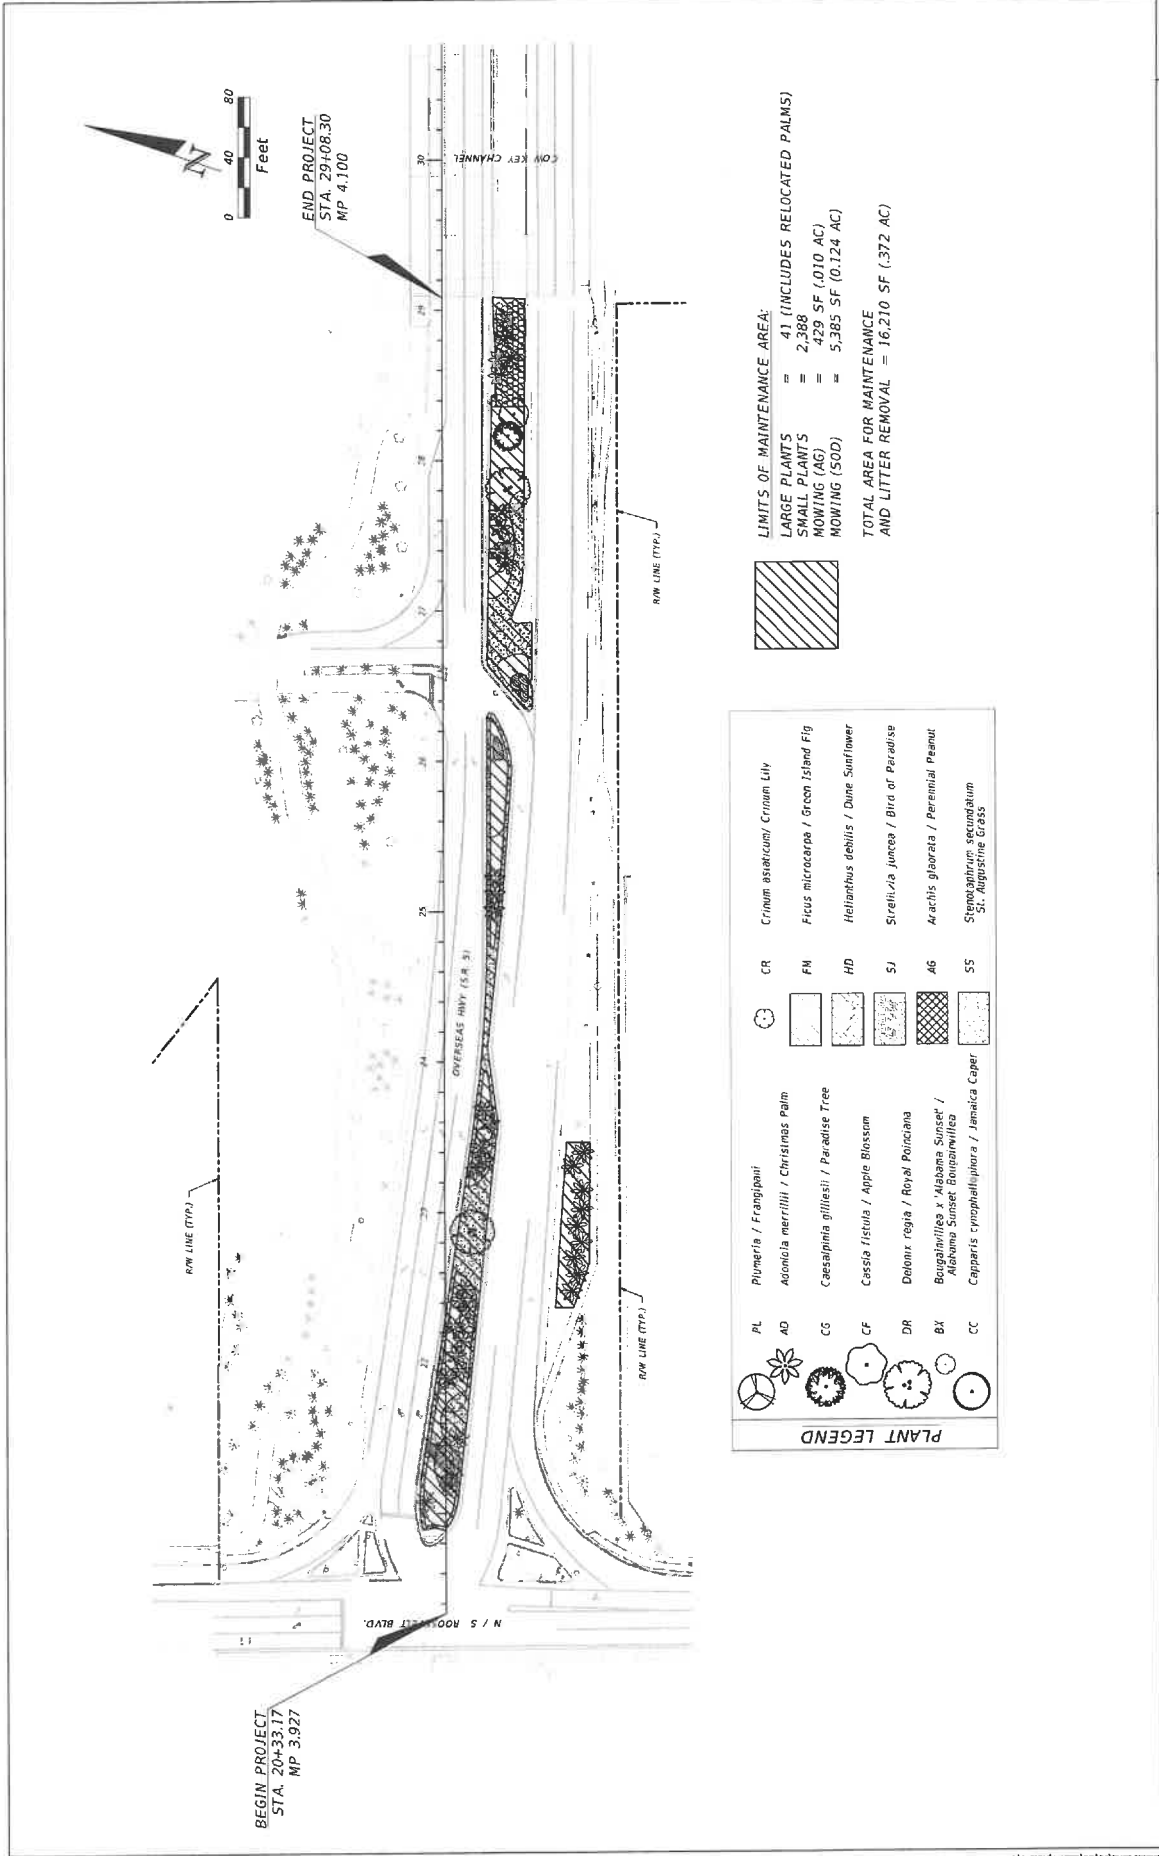 BEGIN PROJECT
STA. 20+33.17
MP 3.927
N / S ROOSEVELT BLVD.
R/W LINE (TYP.)
OVERSEAS HWY (S.R. 5)
22
23
24
25
26
27
28
29
30
R/W LINE (TYP.)
R/W LINE (TYP.)
COW KEY CHANNEL
END PROJECT
STA. 29+08.30
MP 4.100
N
0 40 80
Feet
PLANT LEGEND
PL Plumeria / Frangipani
AD Adonidia merrillii / Christmas Palm
CG Caesalpinia gilliesii / Paradise Tree
CF Cassia fistula / Apple Blossom
DR Delonix regia / Royal Poinciana
BX Bougainvillea x 'Alabama Sunset' /
Alabama Sunset Bougainvillea
CC Capparis cynophallophora / Jamaica Caper
CR Crinum asiaticum/ Crinum Lily
FM Ficus microcarpa / Green Island Fig
HD Helianthus debilis / Dune Sunflower
SJ Strelitzia juncea / Bird of Paradise
AG Arachis glaorata / Perennial Peanut
SS Stenotaphrum secundatum
St. Augustine Grass
LIMITS OF MAINTENANCE AREA:
LARGE PLANTS = 41 (INCLUDES RELOCATED PALMS)
SMALL PLANTS = 2,388
MOWING (AG) = 429 SF (.010 AC)
MOWING (SOD) = 5,385 SF (0.124 AC)
TOTAL AREA FOR MAINTENANCE
AND LITTER REMOVAL = 16,210 SF (.372 AC)